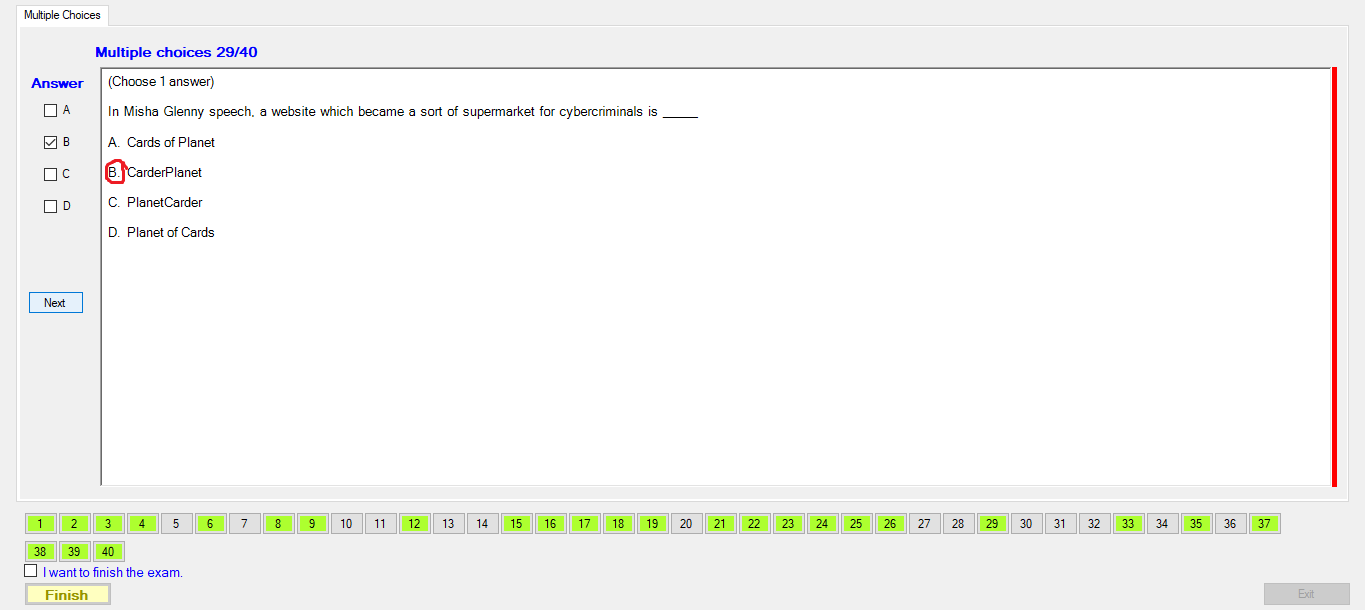 Multiple Choices
Multiple choices 29/40
Answer
A
B
C
D
(Choose 1 answer)
In Misha Glenny speech, a website which became a sort of supermarket for cybercriminals is _____
A. Cards of Planet
B. CarderPlanet
C. PlanetCarder
D. Planet of Cards
Next
1 2 3 4 5 6 7 8 9 10 11 12 13 14 15 16 17 18 19 20 21 22 23 24 25 26 27 28 29 30 31 32 33 34 35 36 37
38 39 40
I want to finish the exam.
Finish
Exit